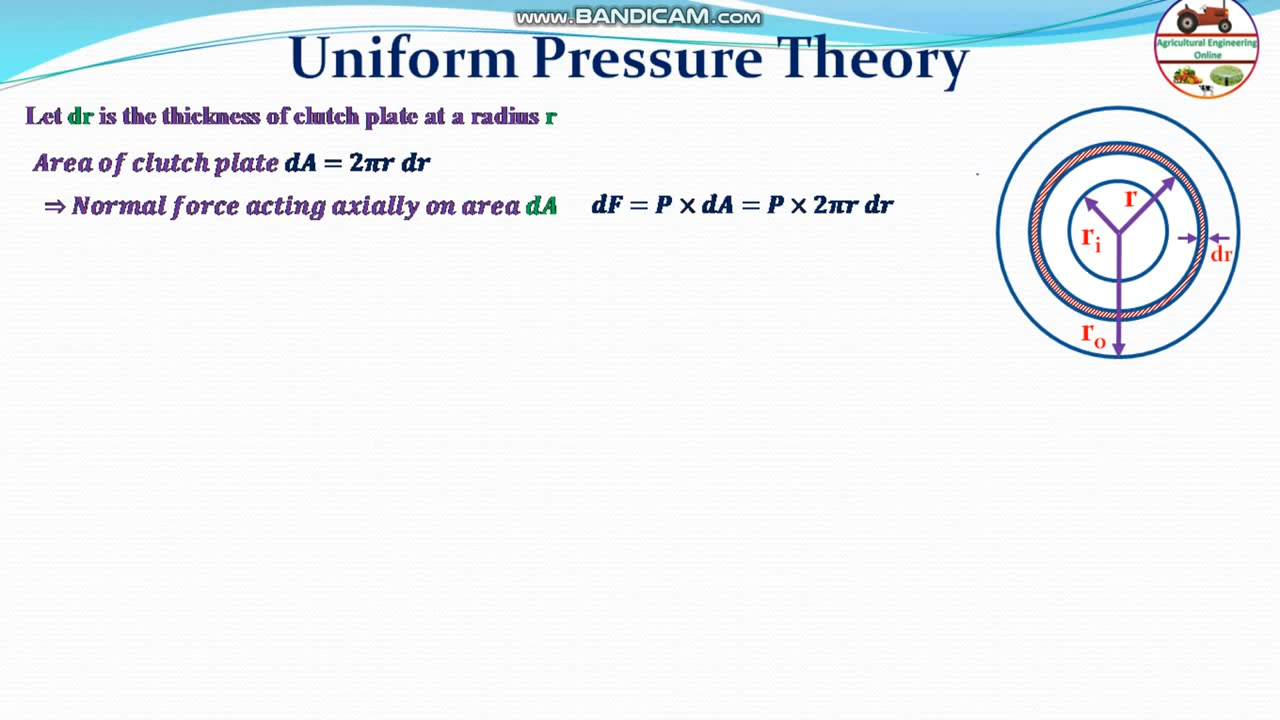 www.BANDICAM.com
Uniform Pressure Theory
Agricultural Engineering
Online
Let dr is the thickness of clutch plate at a radius r
Area of clutch plate dA = 2πr dr
⇒ Normal force acting axially on area dA dF = P × dA = P × 2πr dr
r
rᵢ
dr
rₒ